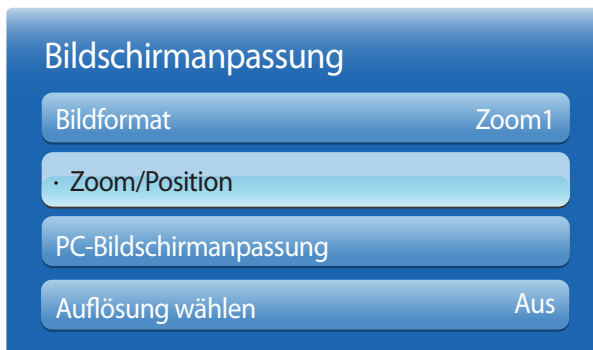 Bildschirmanpassung
Bildformat Zoom1
· Zoom/Position
PC-Bildschirmanpassung
Auflösung wählen Aus